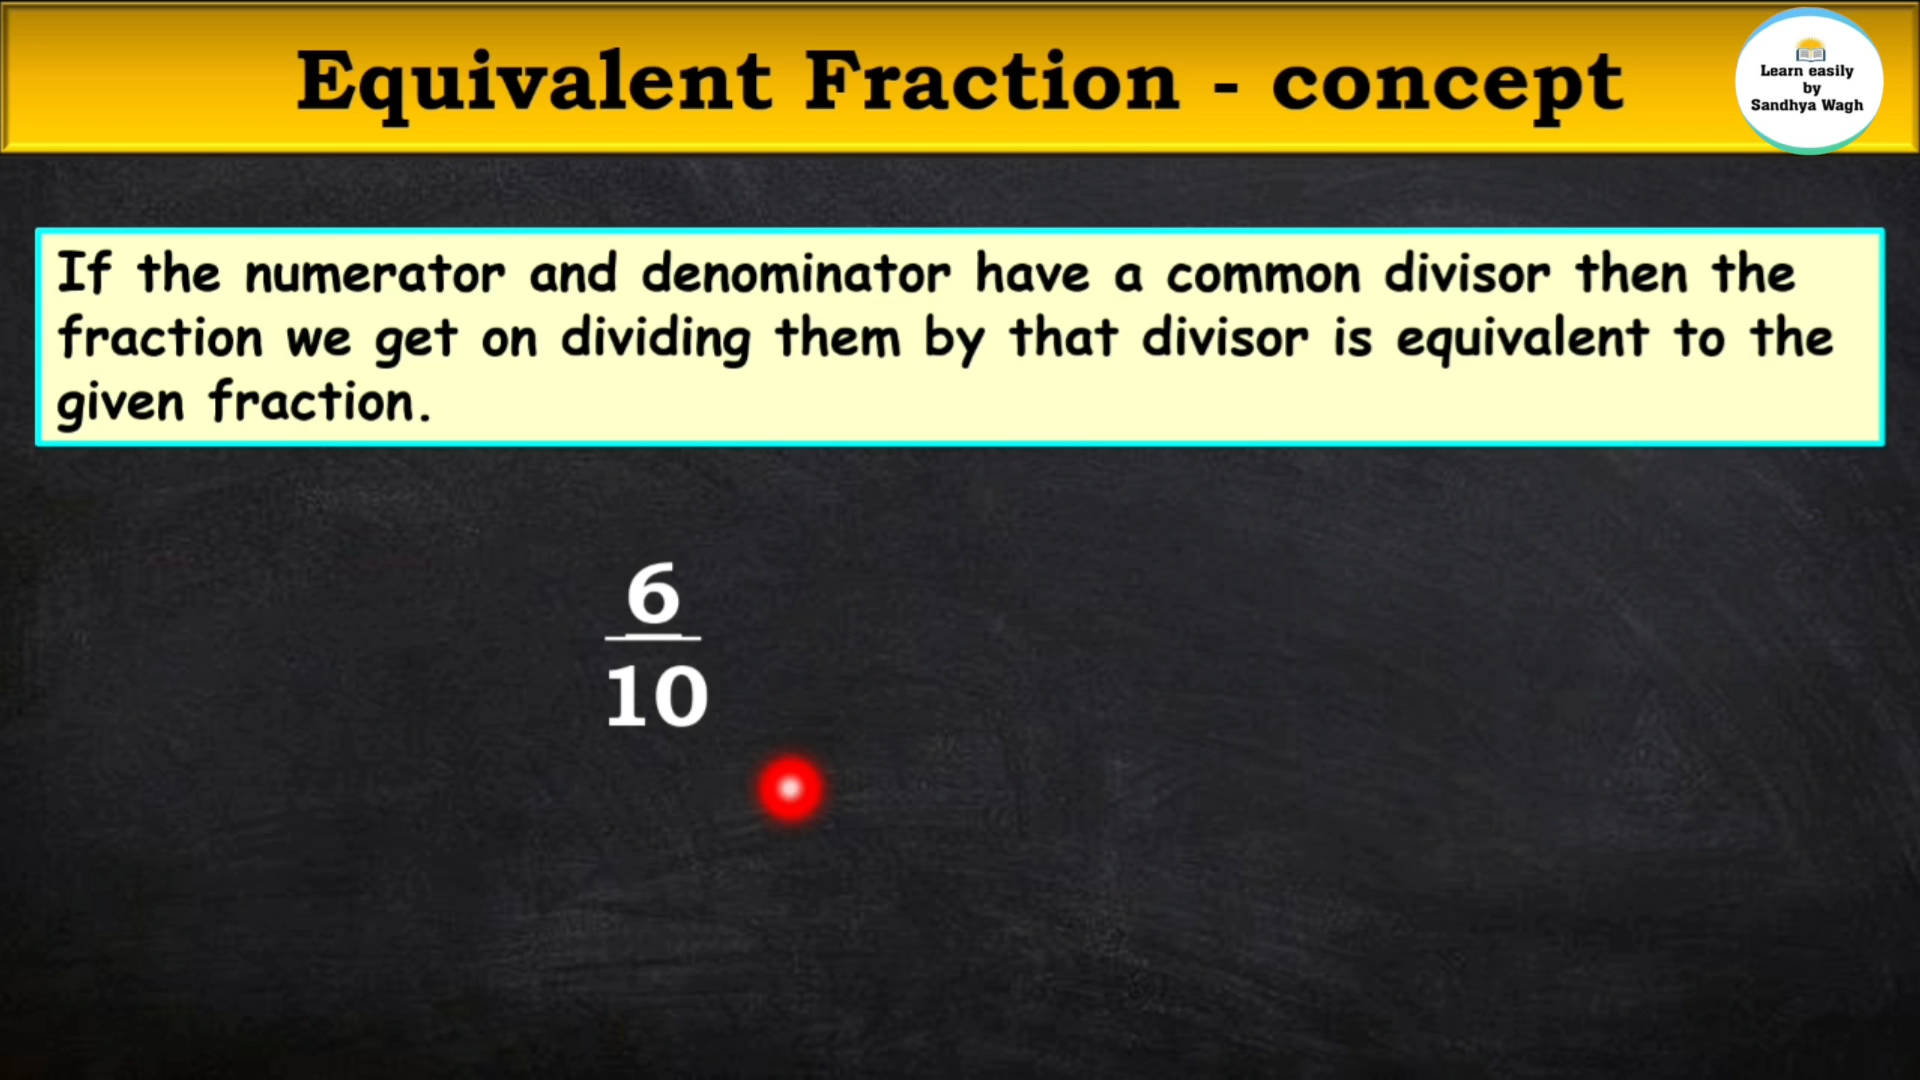 Equivalent Fraction - concept
Learn easily
by
Sandhya Wagh
If the numerator and denominator have a common divisor then the
fraction we get on dividing them by that divisor is equivalent to the
given fraction.
6
10